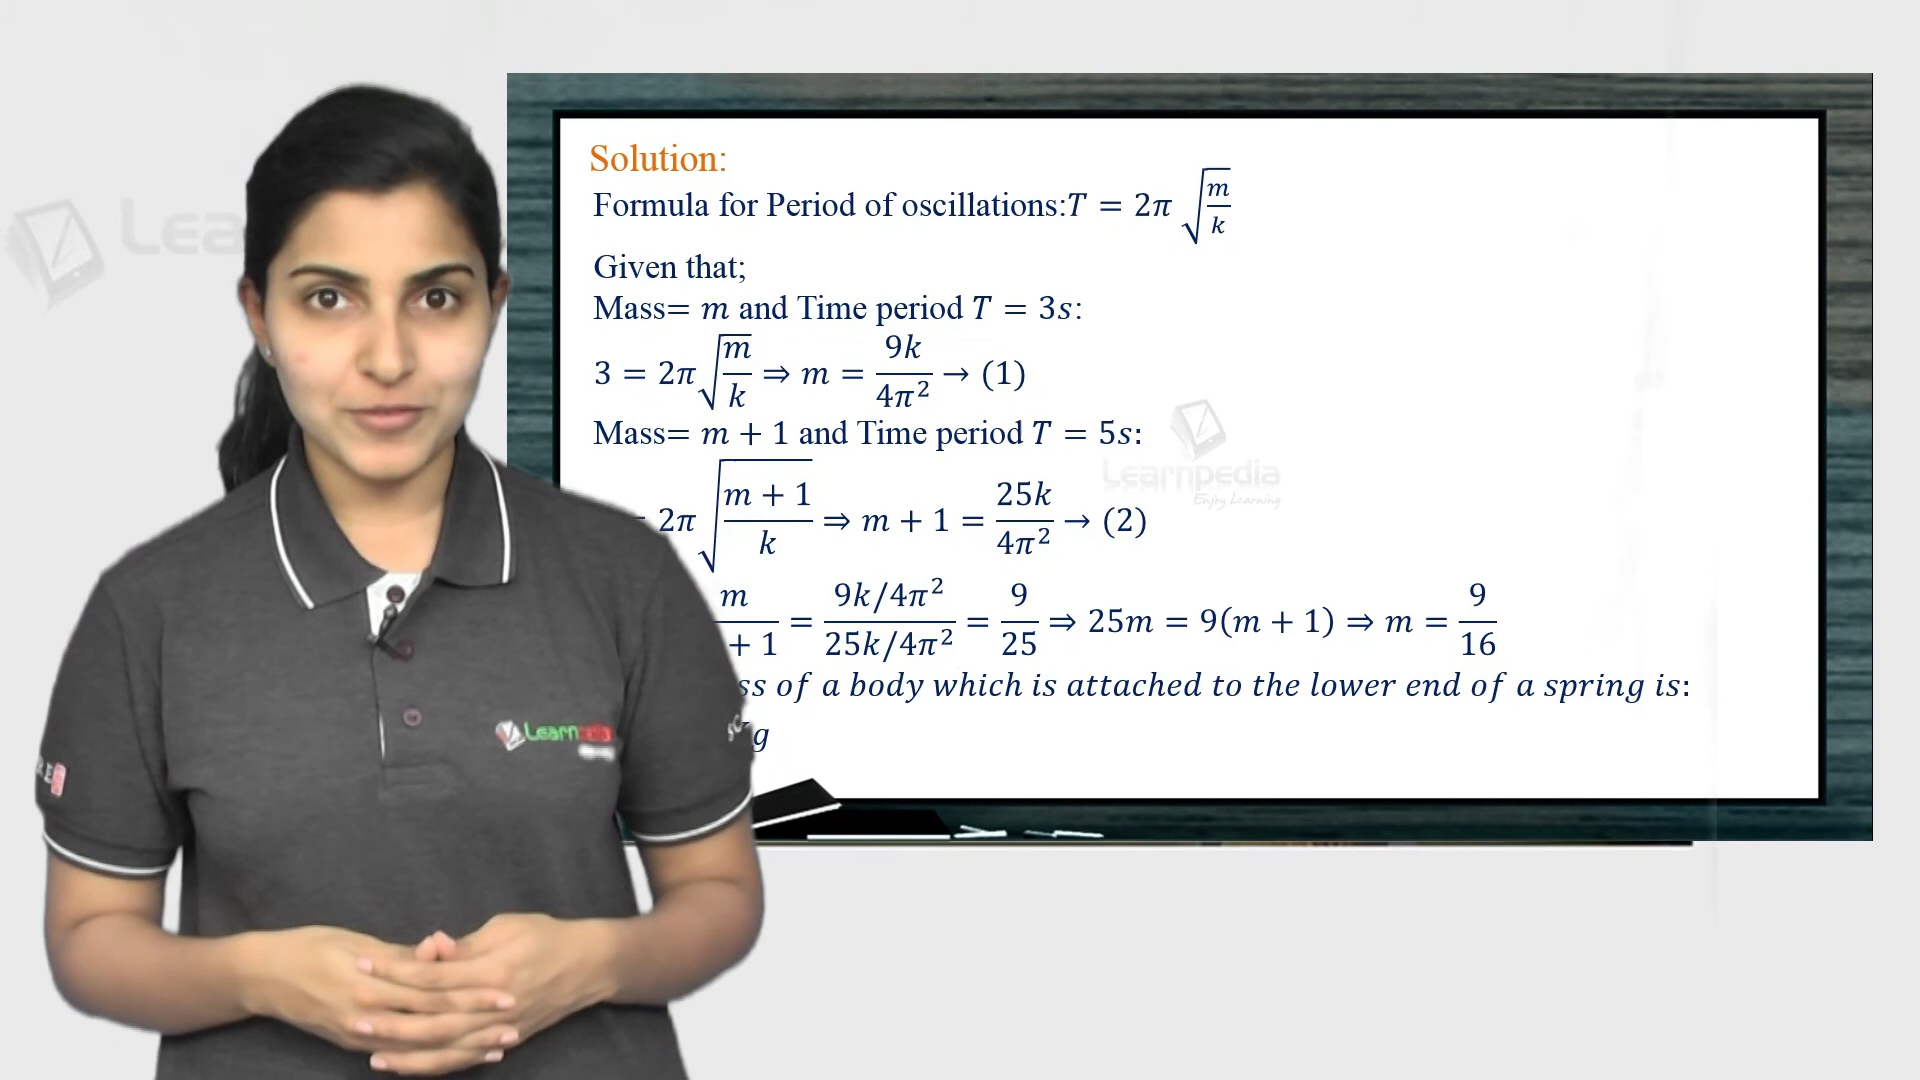 Solution:
Formula for Period of oscillations:T = 2π √(m/k)
Given that;
Mass= m and Time period T = 3s:
3 = 2π √(m/k) ⇒ m = 9k/4π² → (1)
Mass= m + 1 and Time period T = 5s:
= 2π √((m + 1)/k) ⇒ m + 1 = 25k/4π² → (2)
m/+ 1 = (9k/4π²)/(25k/4π²) = 9/25 ⇒ 25m = 9(m + 1) ⇒ m = 9/16
ss of a body which is attached to the lower end of a spring is:
g
Learnpedia
Enjoy Learning
Lea
Learn